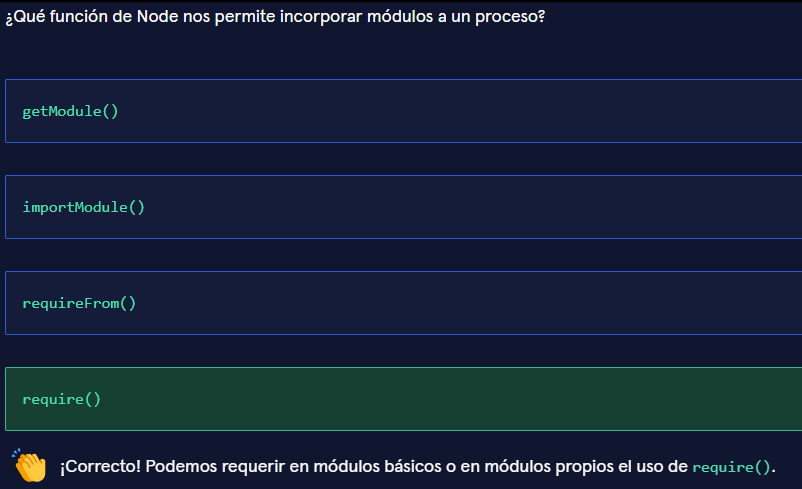 ¿Qué función de Node nos permite incorporar módulos a un proceso?
getModule()
importModule()
requireFrom()
require()
¡Correcto! Podemos requerir en módulos básicos o en módulos propios el uso de require().